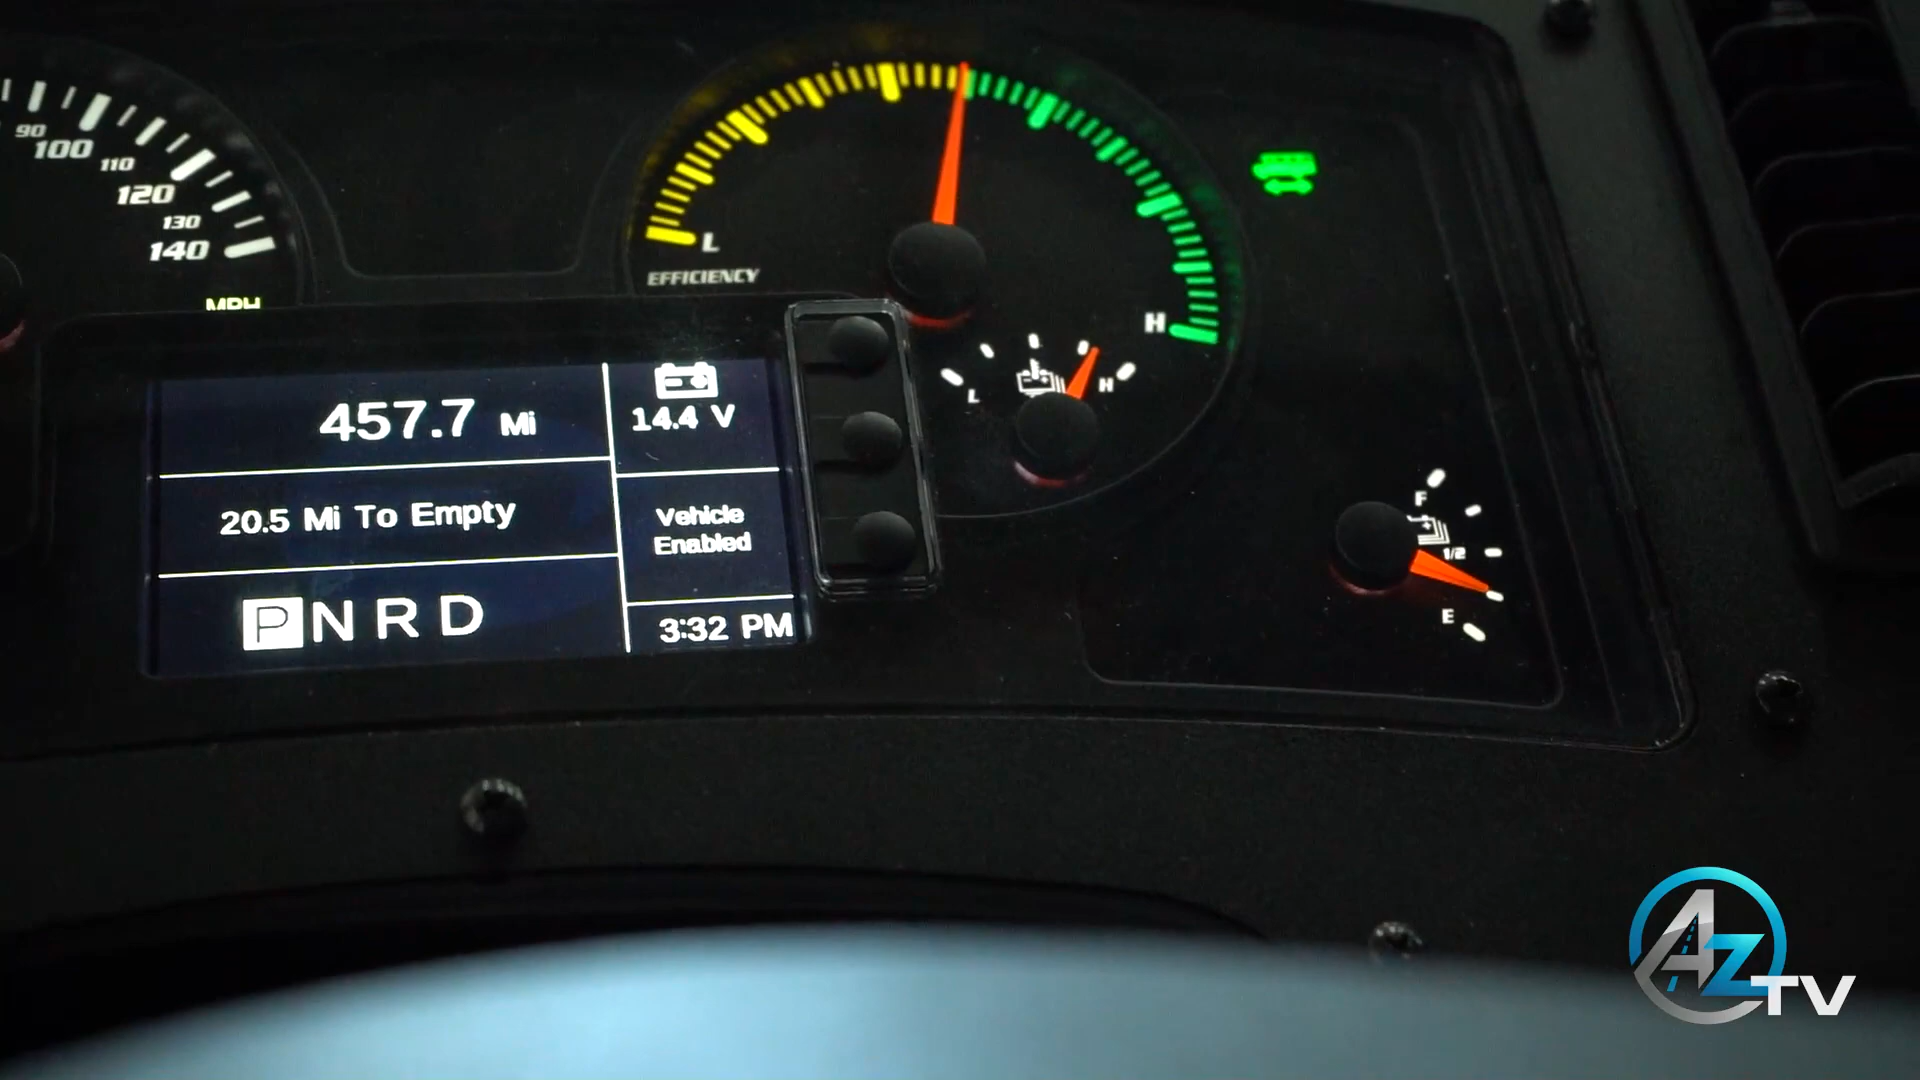 90
100
110
120
130
140
MPH
L
EFFICIENCY
H
L
H
457.7 Mi
14.4 V
20.5 Mi To Empty
Vehicle
Enabled
P N R D
3:32 PM
F
1/2
E
AZ
TV